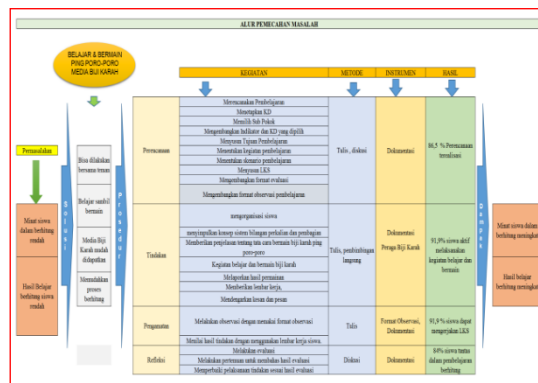 ALUR PEMECAHAN MASALAH
BELAJAR & BERMAIN
PING PORO-PORO
MEDIA BIJI KARAH
KEGIATAN
METODE
INSTRUMEN
HASIL
Permasalahan
Minat siswa
dalam berhitung
rendah
Hasil Belajar
berhitung siswa
rendah
Solusi
Bisa dilakukan
bersama teman
Belajar sambil
bermain
Media Biji
Karah mudah
didapatkan
Memudahkan
proses
berhitung
Prosedur
Perencanaan
Merencanakan Pembelajaran
Menetapkan KD
Memilih Sub Pokok
Mengembangkan Indikator dan KD yang dipilih
Menyusun Tujuan Pembelajaran
Menentukan kegiatan pembelajaran
Menentukan skenario pembelajaran
Menyusun LKS
Mengembangkan format evaluasi
Mengembangkan format observasi pembelajaran
Tulis , diskusi
Dokumentasi
86,5 % Perencanaan
terealisasi
Tindakan
mengorganisasi siswa
menyimpulkan konsep sistem bilangan perkalian dan pembagian
Memberikan penjelasan tentang tata cara bermain biji karah ping
poro-poro
Kegiatan belajar dan bermain biji karah
Melaporkan hasil permainan
Memberikan lembar kerja,
Mendengarkan kesan dan pesan
Tulis, pembimbingan
langsung
Dokumentasi
Peraga Biji Karah
91,9% siswa aktif
melaksanakan
kegiatan belajar dan
bermain
Pengamatan
Melakukan observasi dengan memakai format observasi
Menilai hasil tindakan dengan menggunakan lembar kerja siswa.
Tulis
Format Observasi,
Dokumentasi
91,9 % siswa dapat
mengerjakan LKS
Refleksi
Melakukan evaluasi
Melakukan pertemuan untuk membahas hasil evaluasi
Memperbaiki pelaksanaan tindakan sesuai hasil evaluasi
Diskusi
Dokumentasi
84% siswa tuntas
dalam pembelajaran
berhitung
Dampak
Minat siswa dalam
berhitung meningkat
Hasil belajar
berhitung meningkat